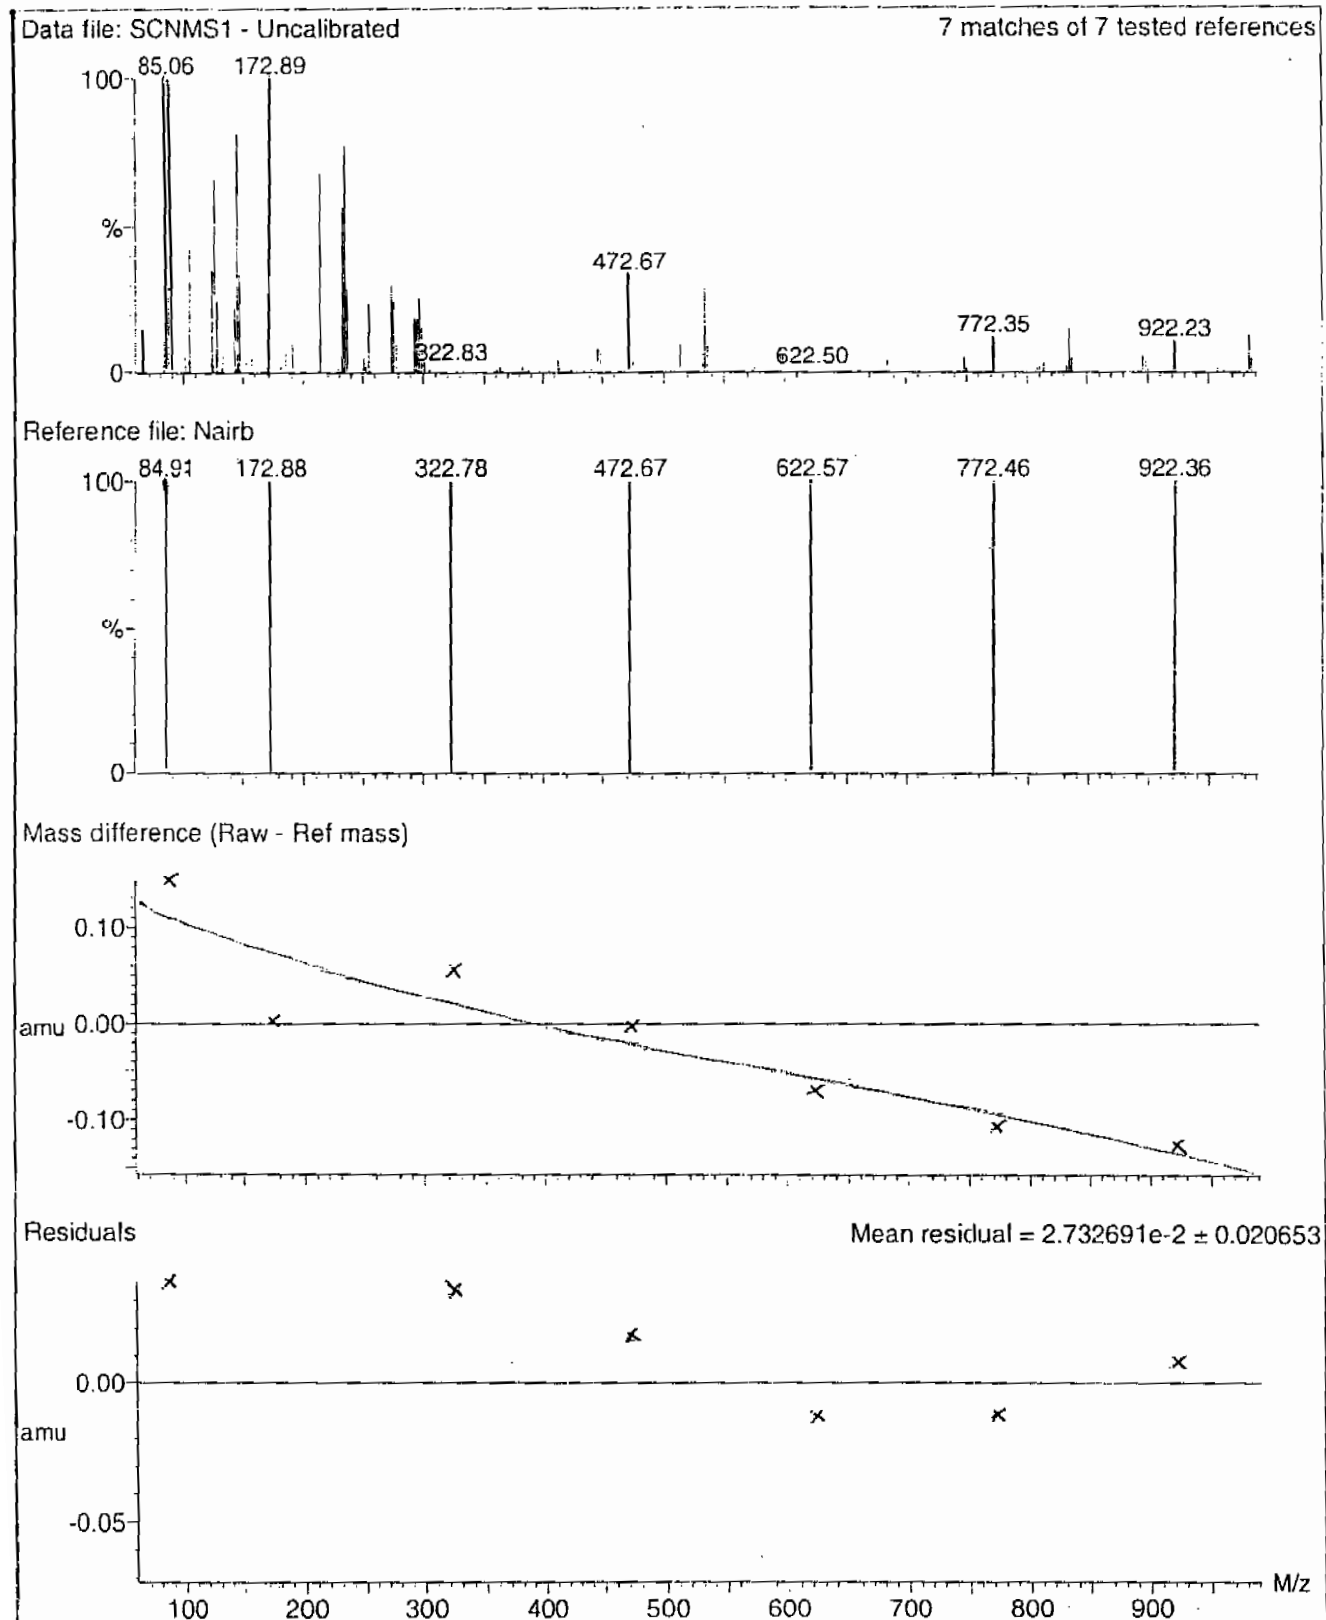 Data file: SCNMS1 - Uncalibrated 7 matches of 7 tested references
85.06 172.89
100
%
472.67
772.35 922.23
322.83 622.50
0
Reference file: Nairb
84.91 172.88 322.78 472.67 622.57 772.46 922.36
100
%
0
Mass difference (Raw - Ref mass)
0.10
amu 0.00
-0.10
Residuals Mean residual = 2.732691e-2 ± 0.020653
0.00
amu
-0.05
M/z
100 200 300 400 500 600 700 800 900